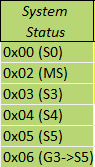 System
Status
0x00 (S0)
0x02 (MS)
0x03 (S3)
0x04 (S4)
0x05 (S5)
0x06 (G3->S5)